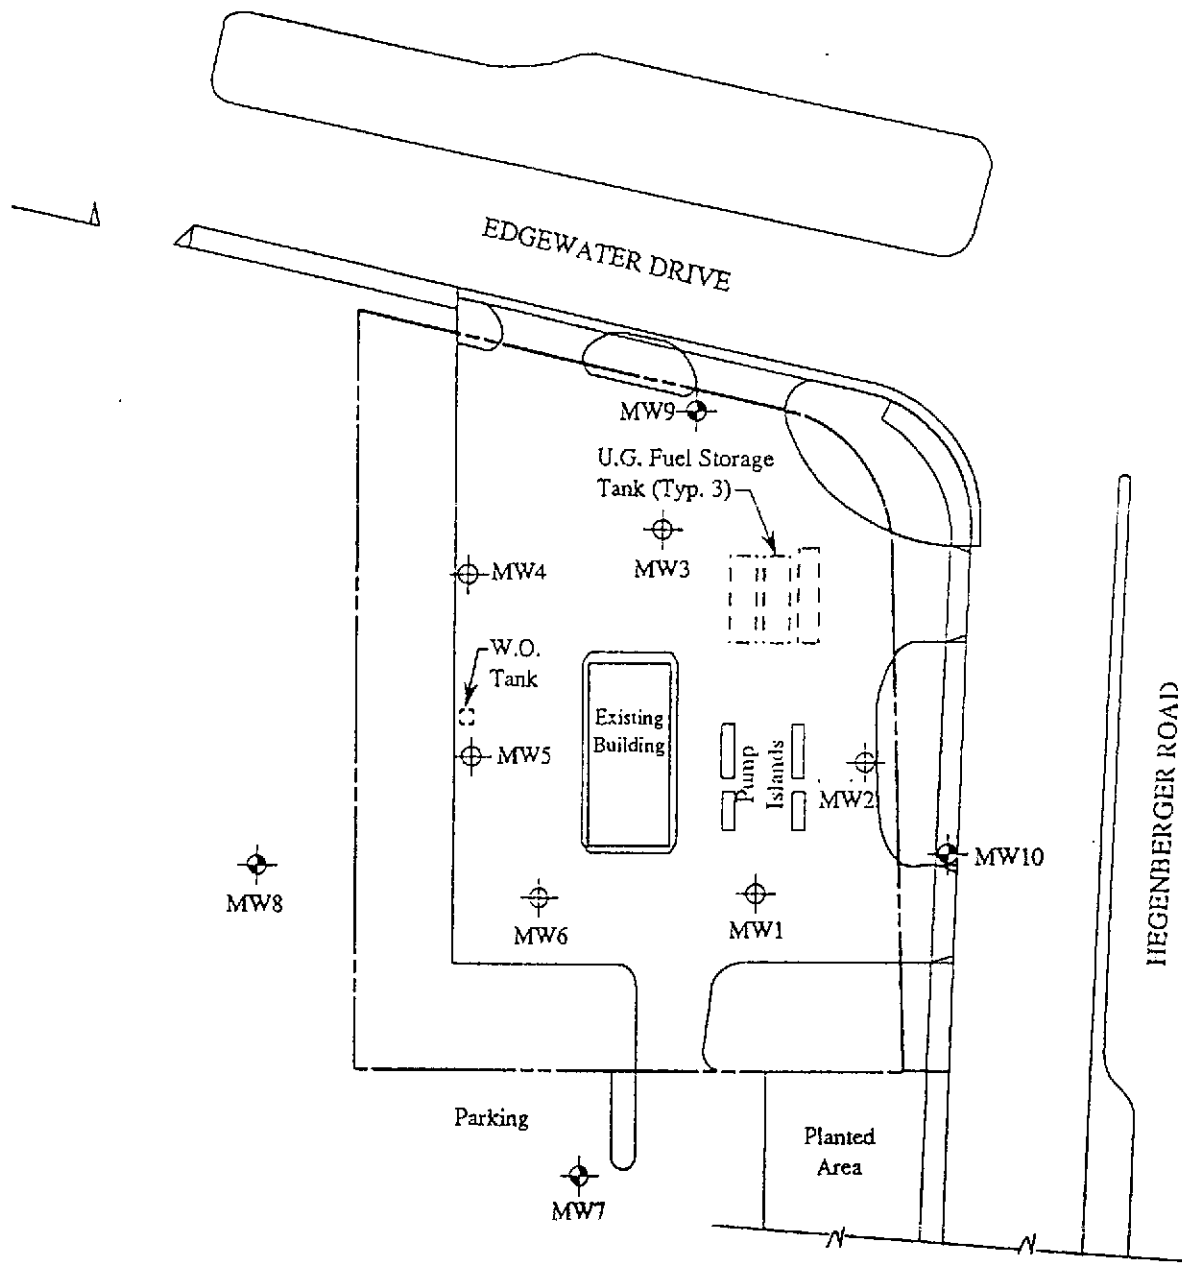 EDGEWATER DRIVE
MW9
U.G. Fuel Storage
Tank (Typ. 3)
MW3
MW4
W.O.
Tank
Existing
Building
MW5
Pump
Islands
MW2
HEGENBERGER ROAD
MW10
MW8
MW6
MW1
Parking
Planted
Area
MW7